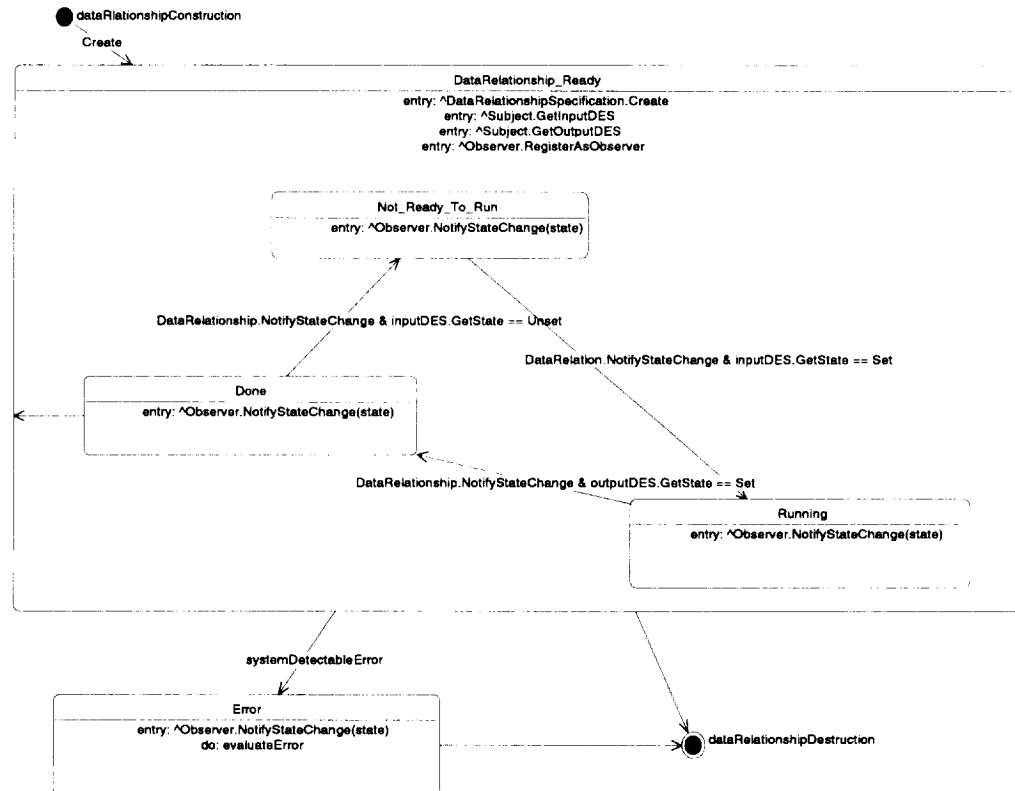 dataRlationshipConstruction
Create
DataRelationship_Ready
entry: ^DataRelationshipSpecification.Create
entry: ^Subject.GetInputDES
entry: ^Subject.GetOutputDES
entry: ^Observer.RegisterAsObserver
Not_Ready_To_Run
entry: ^Observer.NotifyStateChange(state)
DataRelationship.NotifyStateChange & inputDES.GetState == Unset
DataRelation.NotifyStateChange & inputDES.GetState == Set
Done
entry: ^Observer.NotifyStateChange(state)
DataRelationship.NotifyStateChange & outputDES.GetState == Set
Running
entry: ^Observer.NotifyStateChange(state)
systemDetectableError
Error
entry: ^Observer.NotifyStateChange(state)
do: evaluateError
dataRelationshipDestruction